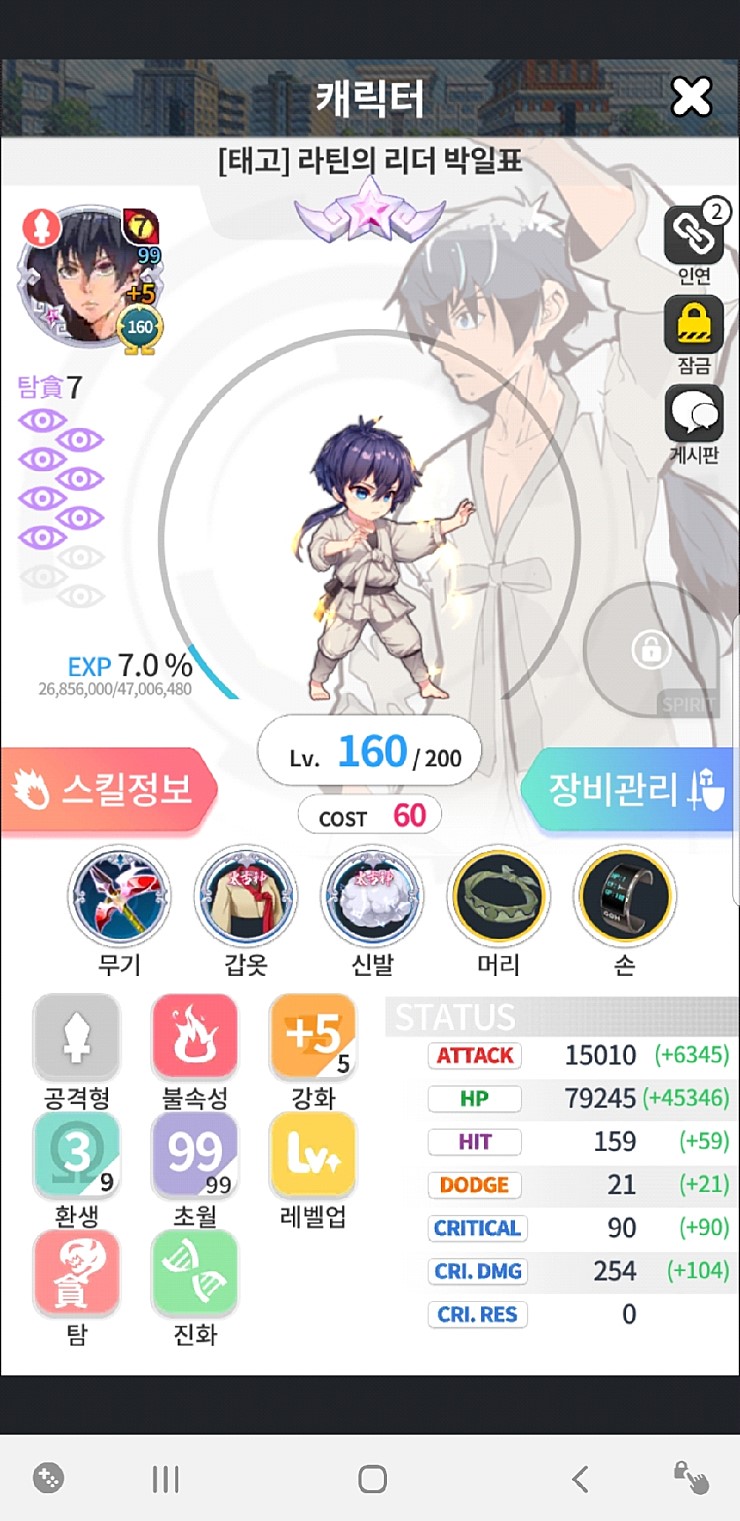 캐릭터
[태고] 라틴의 리더 박일표
7
99
+5
160
2
인연
잠금
게시판
탐貪 7
EXP 7.0 %
26,856,000/47,006,480
SPIRIT
Lv. 160 / 200
COST 60
스킬정보
장비관리
무기 갑옷 신발 머리 손
+5 5
공격형 불속성 강화
3 9 99 99 Lv
환생 초월 레벨업
貪
탐 진화
STATUS
ATTACK 15010 (+6345)
HP 79245 (+45346)
HIT 159 (+59)
DODGE 21 (+21)
CRITICAL 90 (+90)
CRI. DMG 254 (+104)
CRI. RES 0